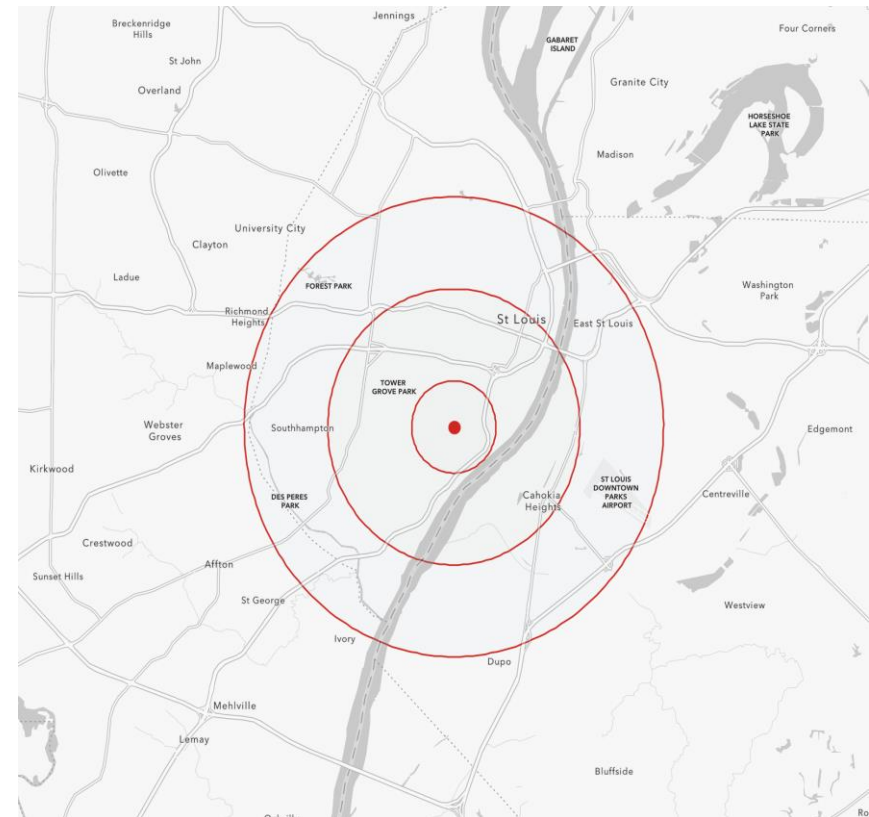 Jennings
Breckenridge
Hills
Four Corners
GABARET
ISLAND
St John
Overland
Granite City
HORSESHOE
LAKE STATE
PARK
Madison
Olivette
University City
Clayton
Ladue
FOREST PARK
Washington
Park
Richmond
Heights
St Louis
East St Louis
Maplewood
TOWER
GROVE PARK
Webster
Groves
Southhampton
Edgemont
Kirkwood
ST LOUIS
DOWNTOWN
PARKS
AIRPORT
DES PERES
PARK
Cahokia
Heights
Centreville
Crestwood
Affton
Sunset Hills
St George
Westview
Ivory
Dupo
Mehlville
Lemay
Bluffside
Ro